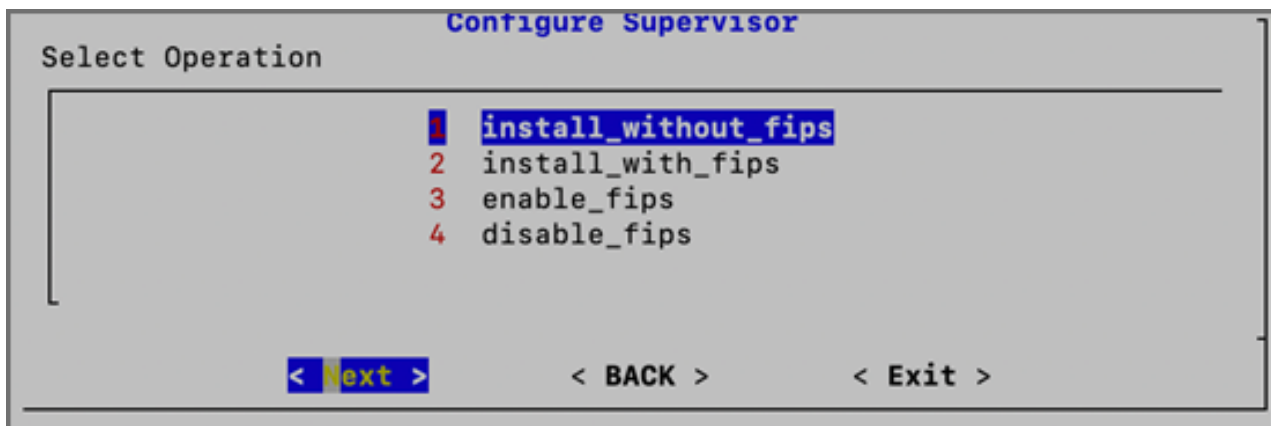 Configure Supervisor
Select Operation
1 install_without_fips
2 install_with_fips
3 enable_fips
4 disable_fips
< Next > < BACK > < Exit >